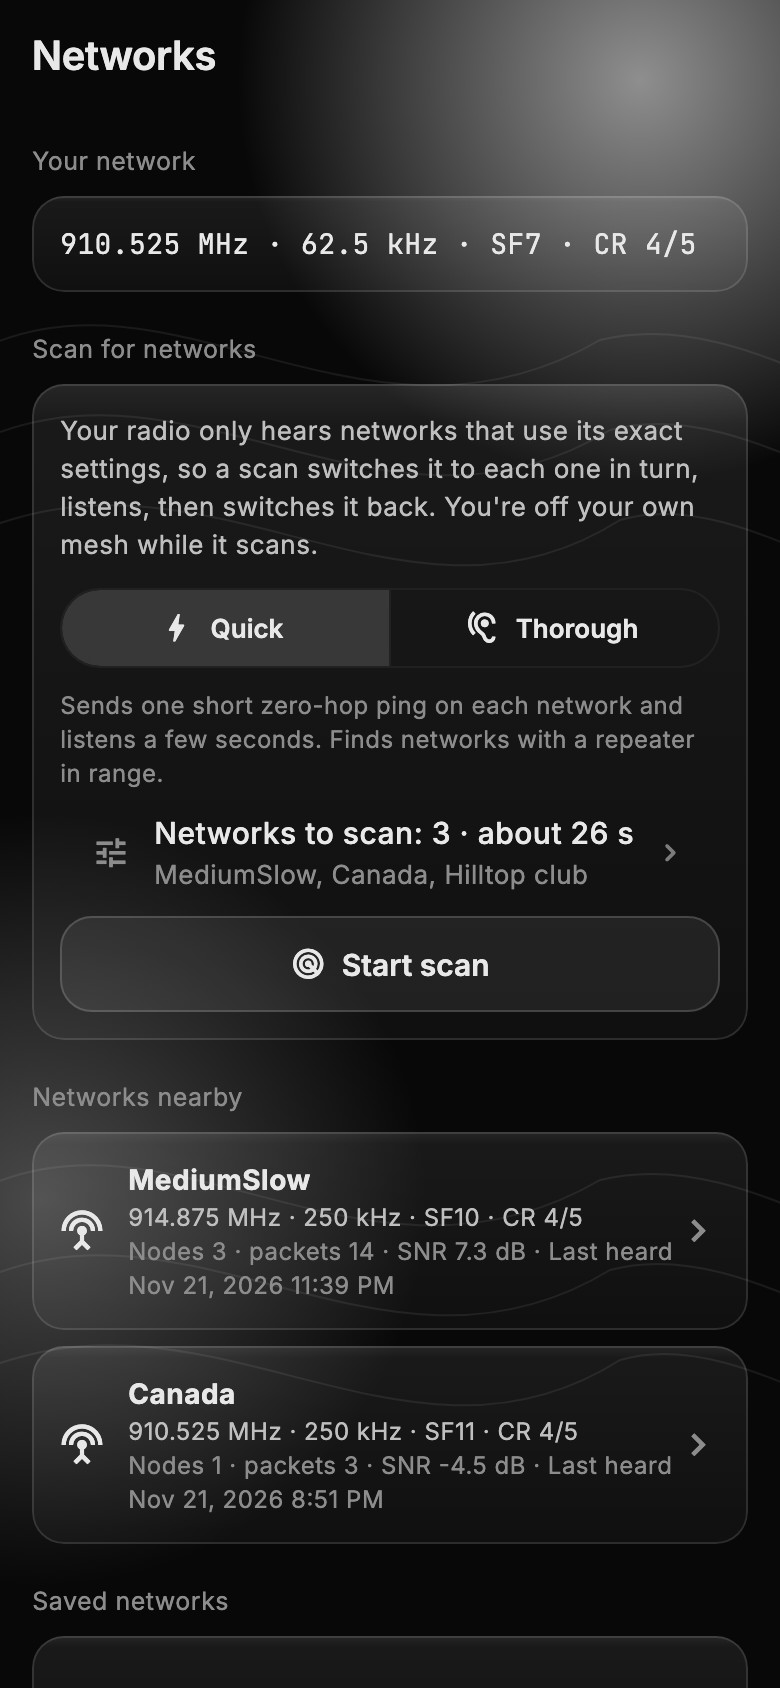 Networks
Your network
910.525 MHz · 62.5 kHz · SF7 · CR 4/5
Scan for networks
Your radio only hears networks that use its exact
settings, so a scan switches it to each one in turn,
listens, then switches it back. You're off your own
mesh while it scans.
Quick
Thorough
Sends one short zero-hop ping on each network and
listens a few seconds. Finds networks with a repeater
in range.
Networks to scan: 3 · about 26 s
MediumSlow, Canada, Hilltop club
Start scan
Networks nearby
MediumSlow
914.875 MHz · 250 kHz · SF10 · CR 4/5
Nodes 3 · packets 14 · SNR 7.3 dB · Last heard
Nov 21, 2026 11:39 PM
Canada
910.525 MHz · 250 kHz · SF11 · CR 4/5
Nodes 1 · packets 3 · SNR -4.5 dB · Last heard
Nov 21, 2026 8:51 PM
Saved networks